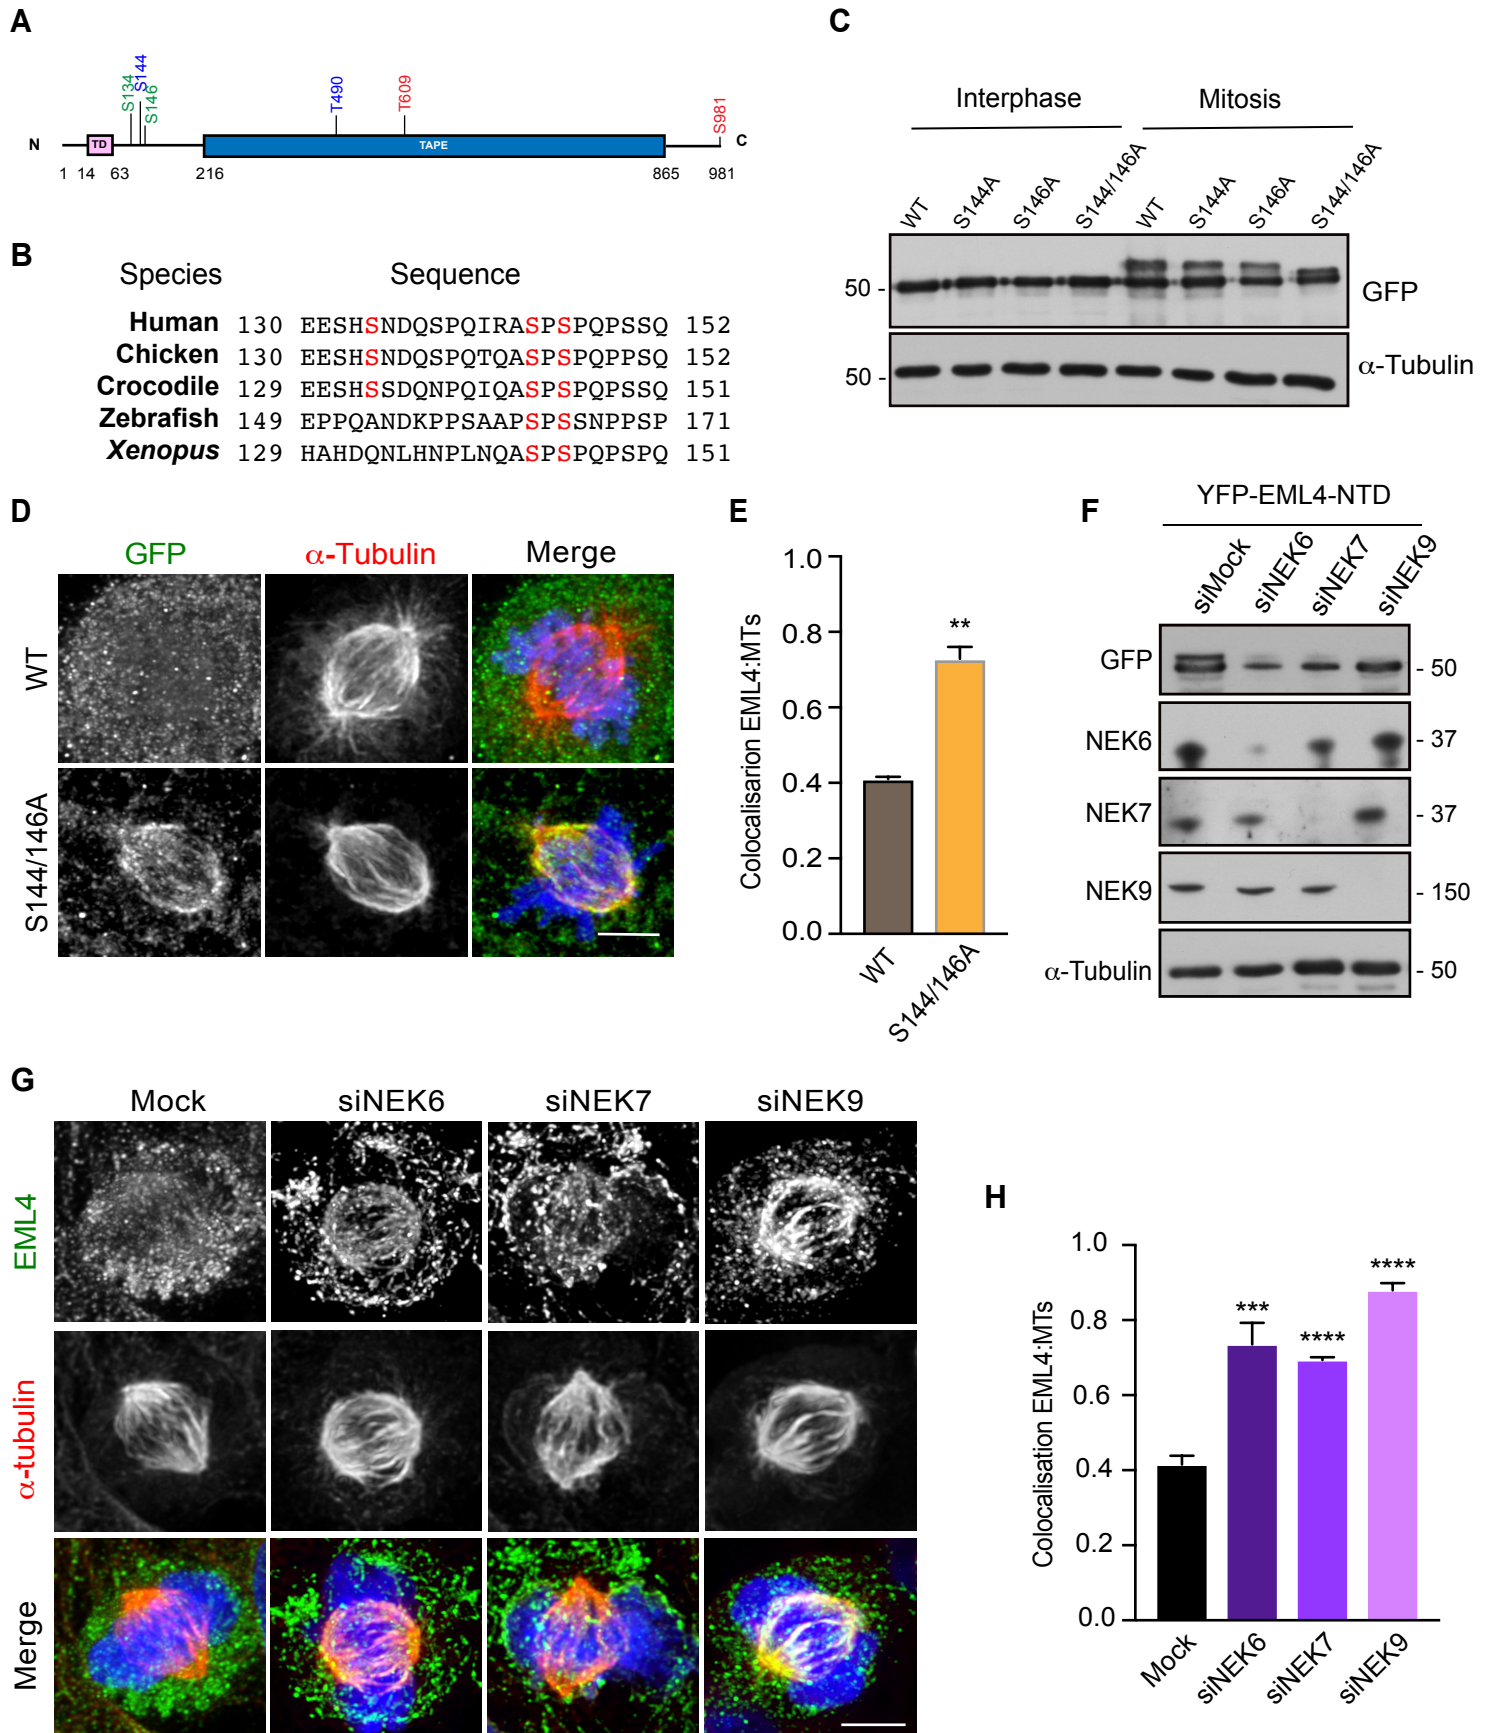 A
S134
S144
S146
T490
T609
S981
N
TD
TAPE
C
1 14 63 216 865 981
B
Species Sequence
Human 130 EESHSNDQSPQIRASPSPQPSSQ 152
Chicken 130 EESHSNDQSPQTQASPSPQPPSQ 152
Crocodile 129 EESHSSDQNPQIQASPSPQPSSQ 151
Zebrafish 149 EPPQANDKPPSAAPSPSSNPPSP 171
Xenopus 129 HAHDQNLHNPLNQASPSPQPSPQ 151
C
Interphase Mitosis
WT S144A S146A S144/146A WT S144A S146A S144/146A
50 - GFP
50 - α-Tubulin
D
GFP α-Tubulin Merge
WT
S144/146A
E
Colocalisarion EML4:MTs
1.0
0.8
0.6
0.4
0.2
0.0
**
WT S144/146A
F
YFP-EML4-NTD
siMock siNEK6 siNEK7 siNEK9
GFP - 50
NEK6 - 37
NEK7 - 37
NEK9 - 150
α-Tubulin - 50
G
Mock siNEK6 siNEK7 siNEK9
EML4
α-tubulin
Merge
H
Colocalisation EML4:MTs
1.0
0.8
0.6
0.4
0.2
0.0
*** **** ****
Mock siNEK6 siNEK7 siNEK9